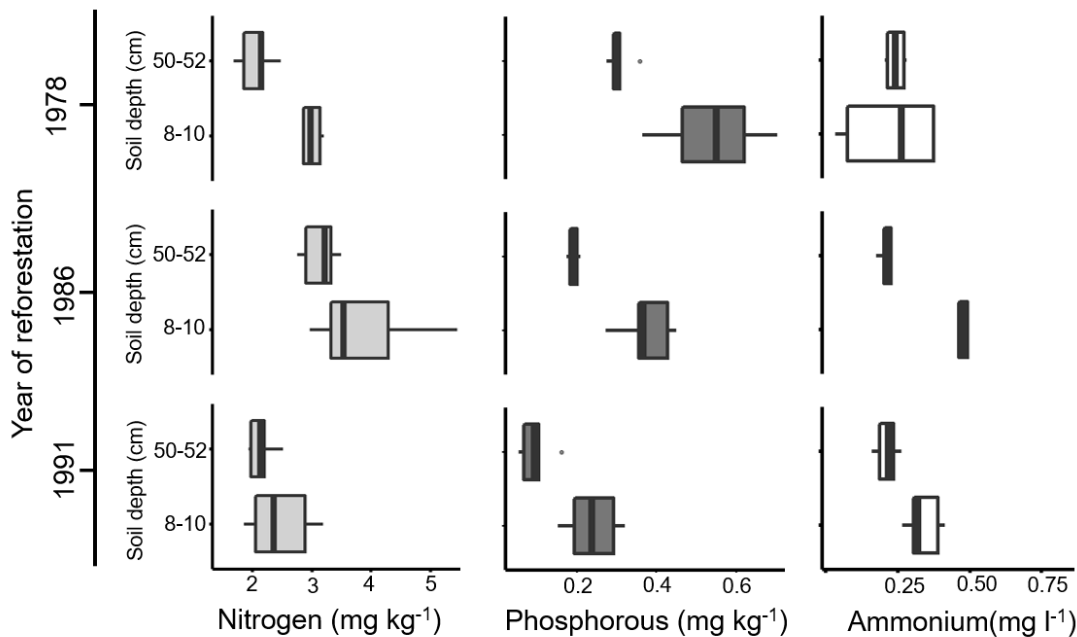 Year of reforestation
1978
Soil depth (cm)
50-52
8-10
1986
Soil depth (cm)
50-52
8-10
1991
Soil depth (cm)
50-52
8-10
2 3 4 5
Nitrogen (mg kg⁻¹)
0.2 0.4 0.6
Phosphorous (mg kg⁻¹)
0.25 0.50 0.75
Ammonium(mg l⁻¹)